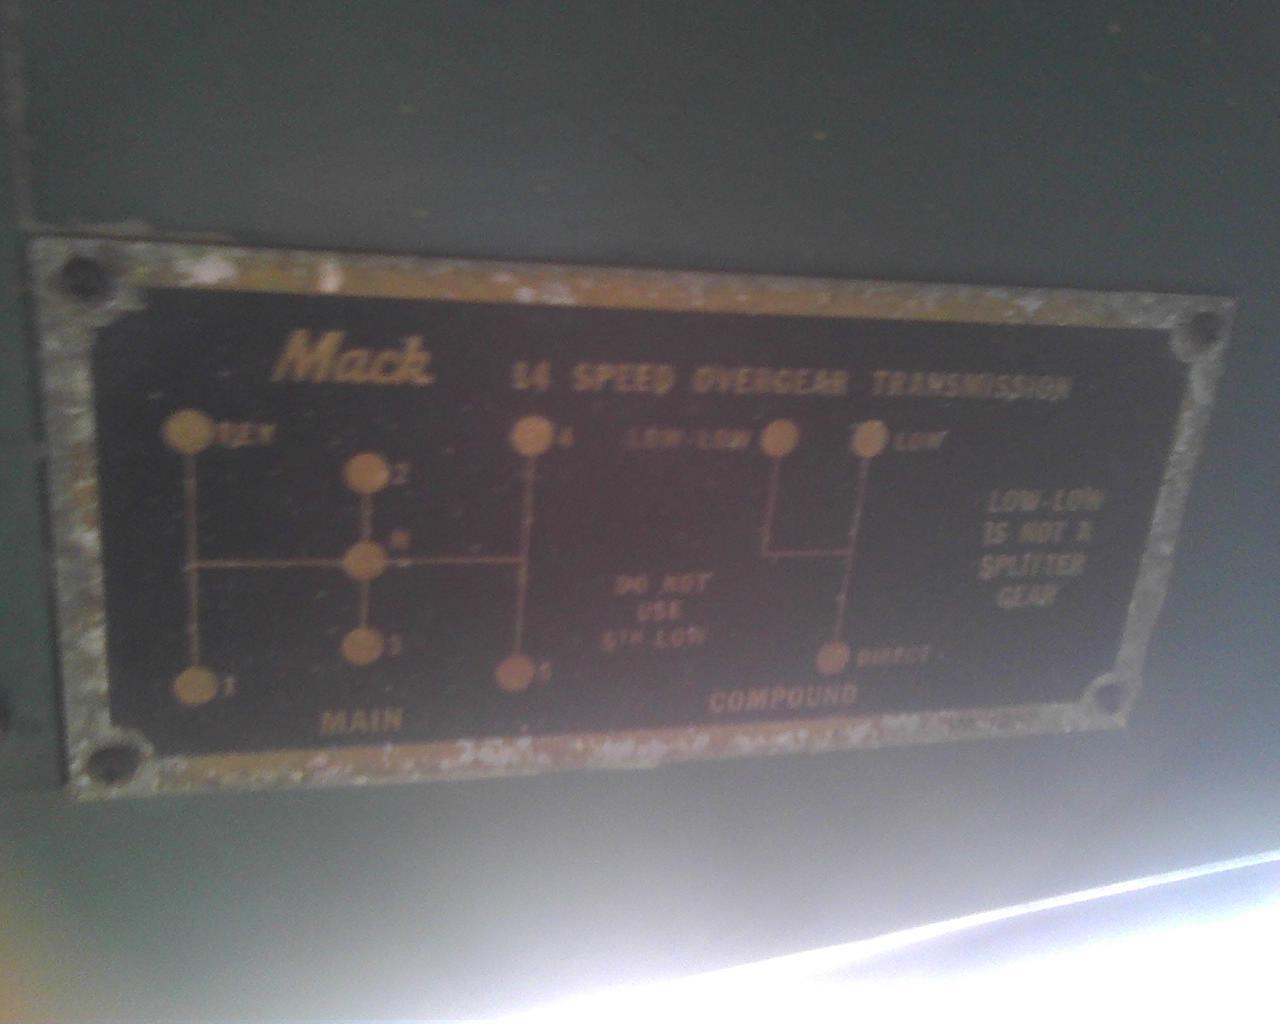 Mack 14 SPEED OVERGEAR TRANSMISSION
REV 2 4 LOW-LOW LOW
N
1 3 5
DO NOT
USE
5TH LOW
DIRECT
LOW-LOW
IS NOT A
SPLITTER
GEAR
MAIN
COMPOUND